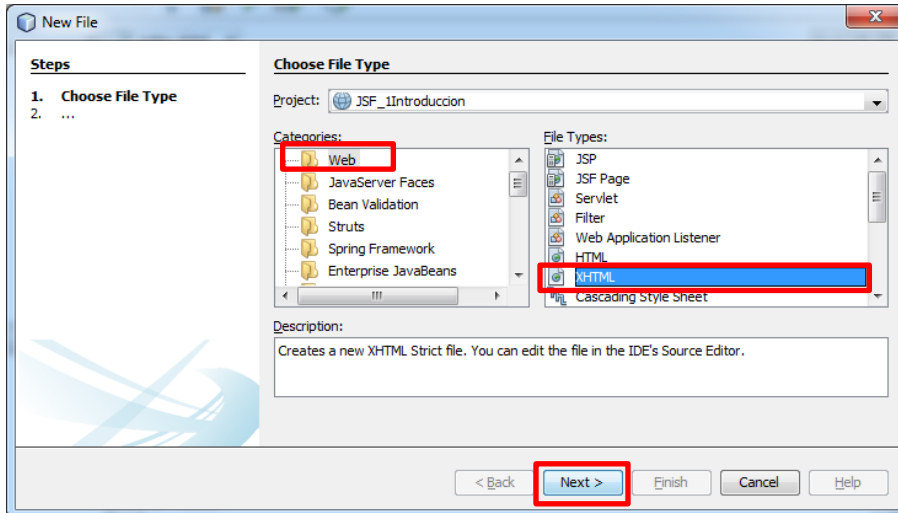 New File
x
Steps
1. Choose File Type
2. ...
Choose File Type
Project: JSF_1Introduccion
Categories:
Web
JavaServer Faces
Bean Validation
Struts
Spring Framework
Enterprise JavaBeans
File Types:
JSP
JSF Page
Servlet
Filter
Web Application Listener
HTML
XHTML
Cascading Style Sheet
Description:
Creates a new XHTML Strict file. You can edit the file in the IDE's Source Editor.
< Back Next > Finish Cancel Help